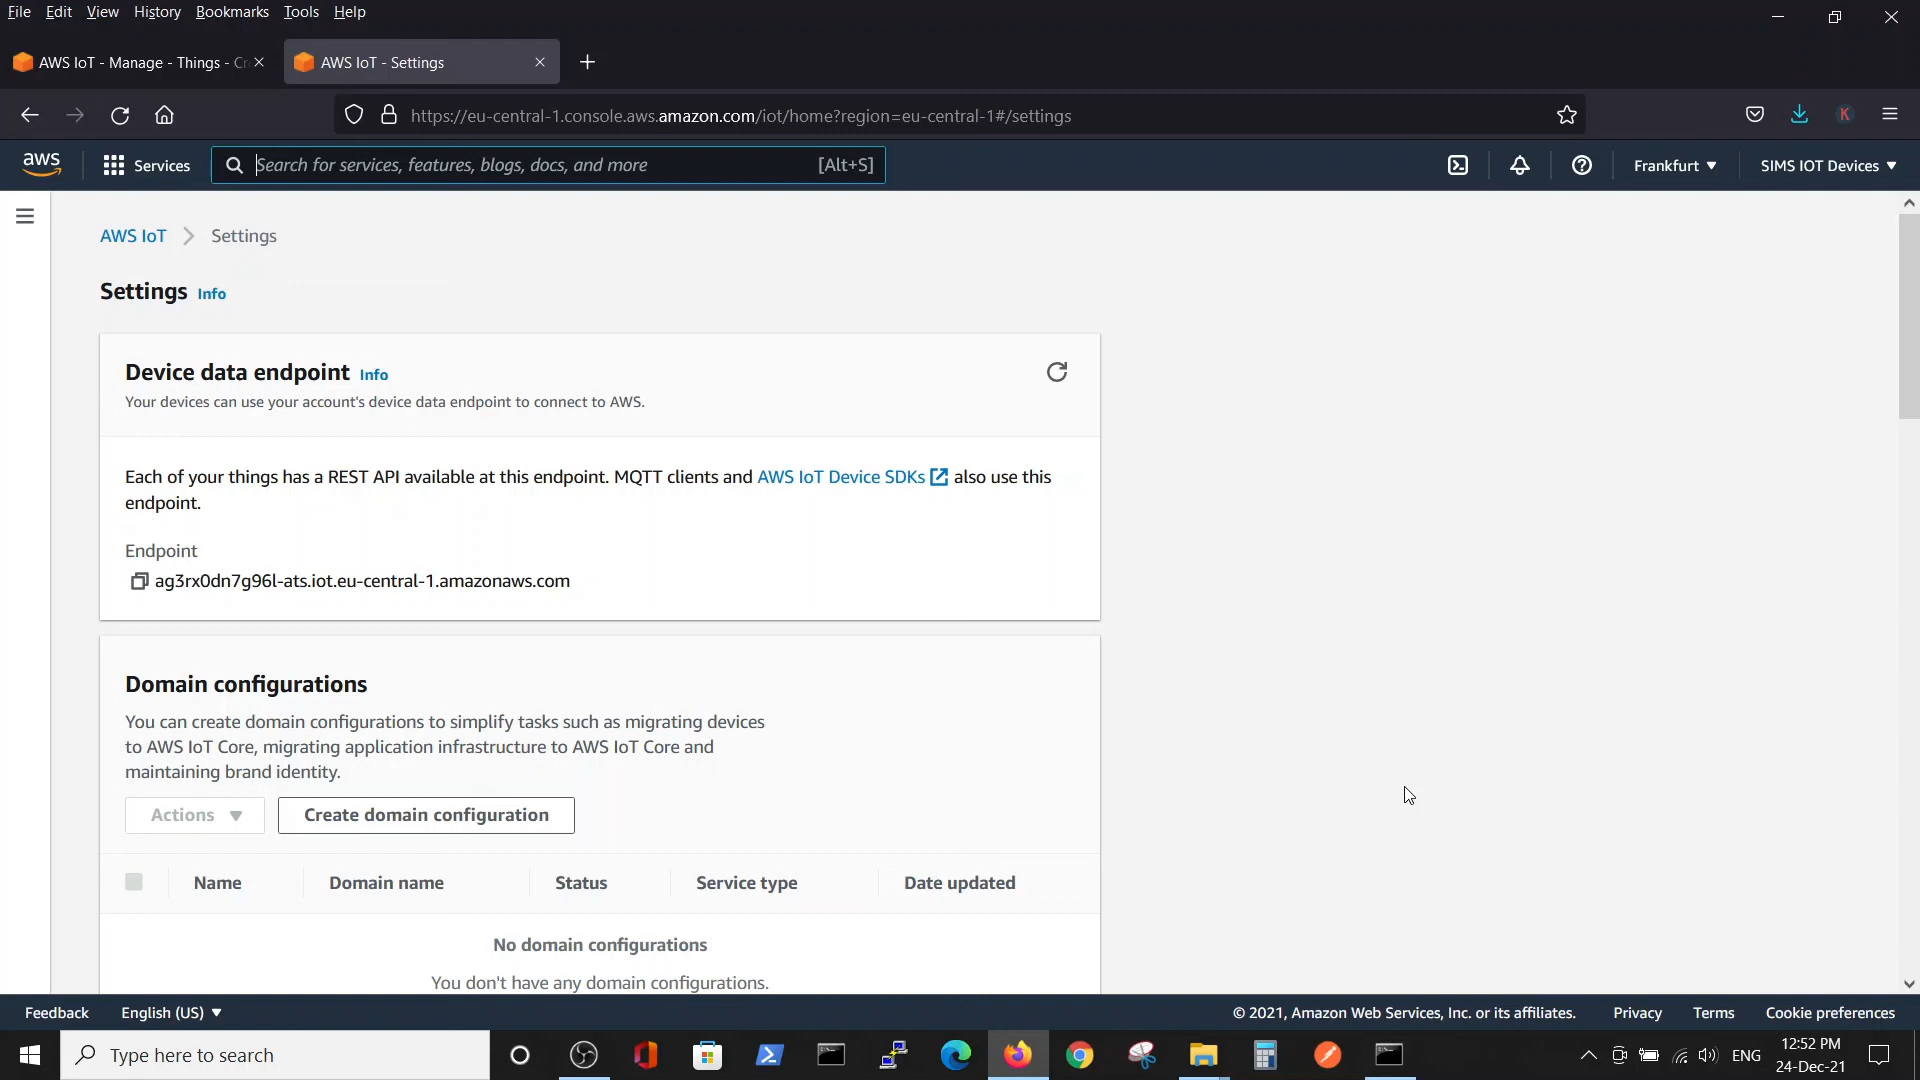 File Edit View History Bookmarks Tools Help
AWS IoT - Manage - Things - Cr
AWS IoT - Settings
https://eu-central-1.console.aws.amazon.com/iot/home?region=eu-central-1#/settings
K
aws
Services
Search for services, features, blogs, docs, and more [Alt+S]
Frankfurt ▼
SIMS IOT Devices ▼
AWS IoT > Settings
Settings Info
Device data endpoint Info
Your devices can use your account's device data endpoint to connect to AWS.
Each of your things has a REST API available at this endpoint. MQTT clients and AWS IoT Device SDKs also use this
endpoint.
Endpoint
ag3rx0dn7g96l-ats.iot.eu-central-1.amazonaws.com
Domain configurations
You can create domain configurations to simplify tasks such as migrating devices
to AWS IoT Core, migrating application infrastructure to AWS IoT Core and
maintaining brand identity.
Actions ▼
Create domain configuration
Name Domain name Status Service type Date updated
No domain configurations
You don't have any domain configurations.
Feedback English (US) ▼
© 2021, Amazon Web Services, Inc. or its affiliates. Privacy Terms Cookie preferences
Type here to search
ENG
12:52 PM
24-Dec-21